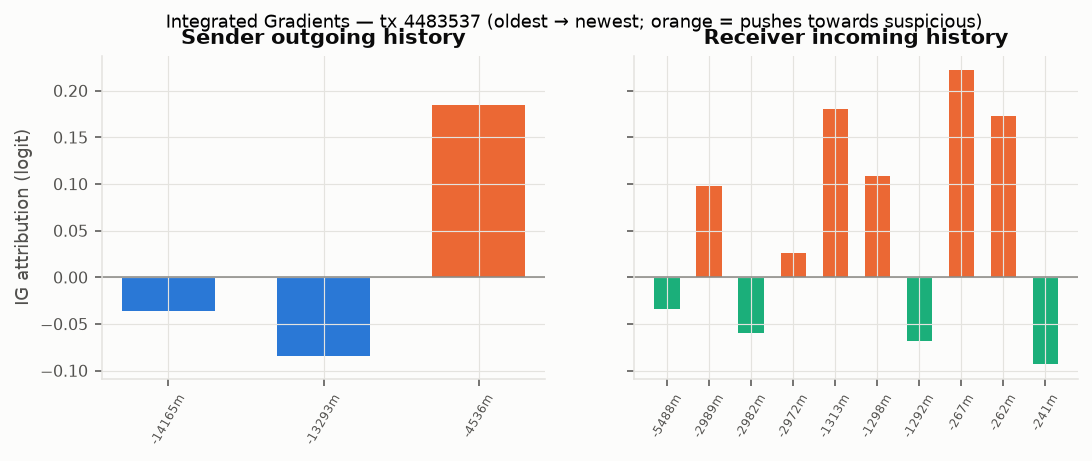 Integrated Gradients — tx 4483537 (oldest → newest; orange = pushes towards suspicious)
Sender outgoing history
Receiver incoming history
IG attribution (logit)
0.20
0.15
0.10
0.05
0.00
−0.05
−0.10
-14165m
-13293m
-4536m
-5488m
-2989m
-2982m
-2972m
-1313m
-1298m
-1292m
-267m
-262m
-241m